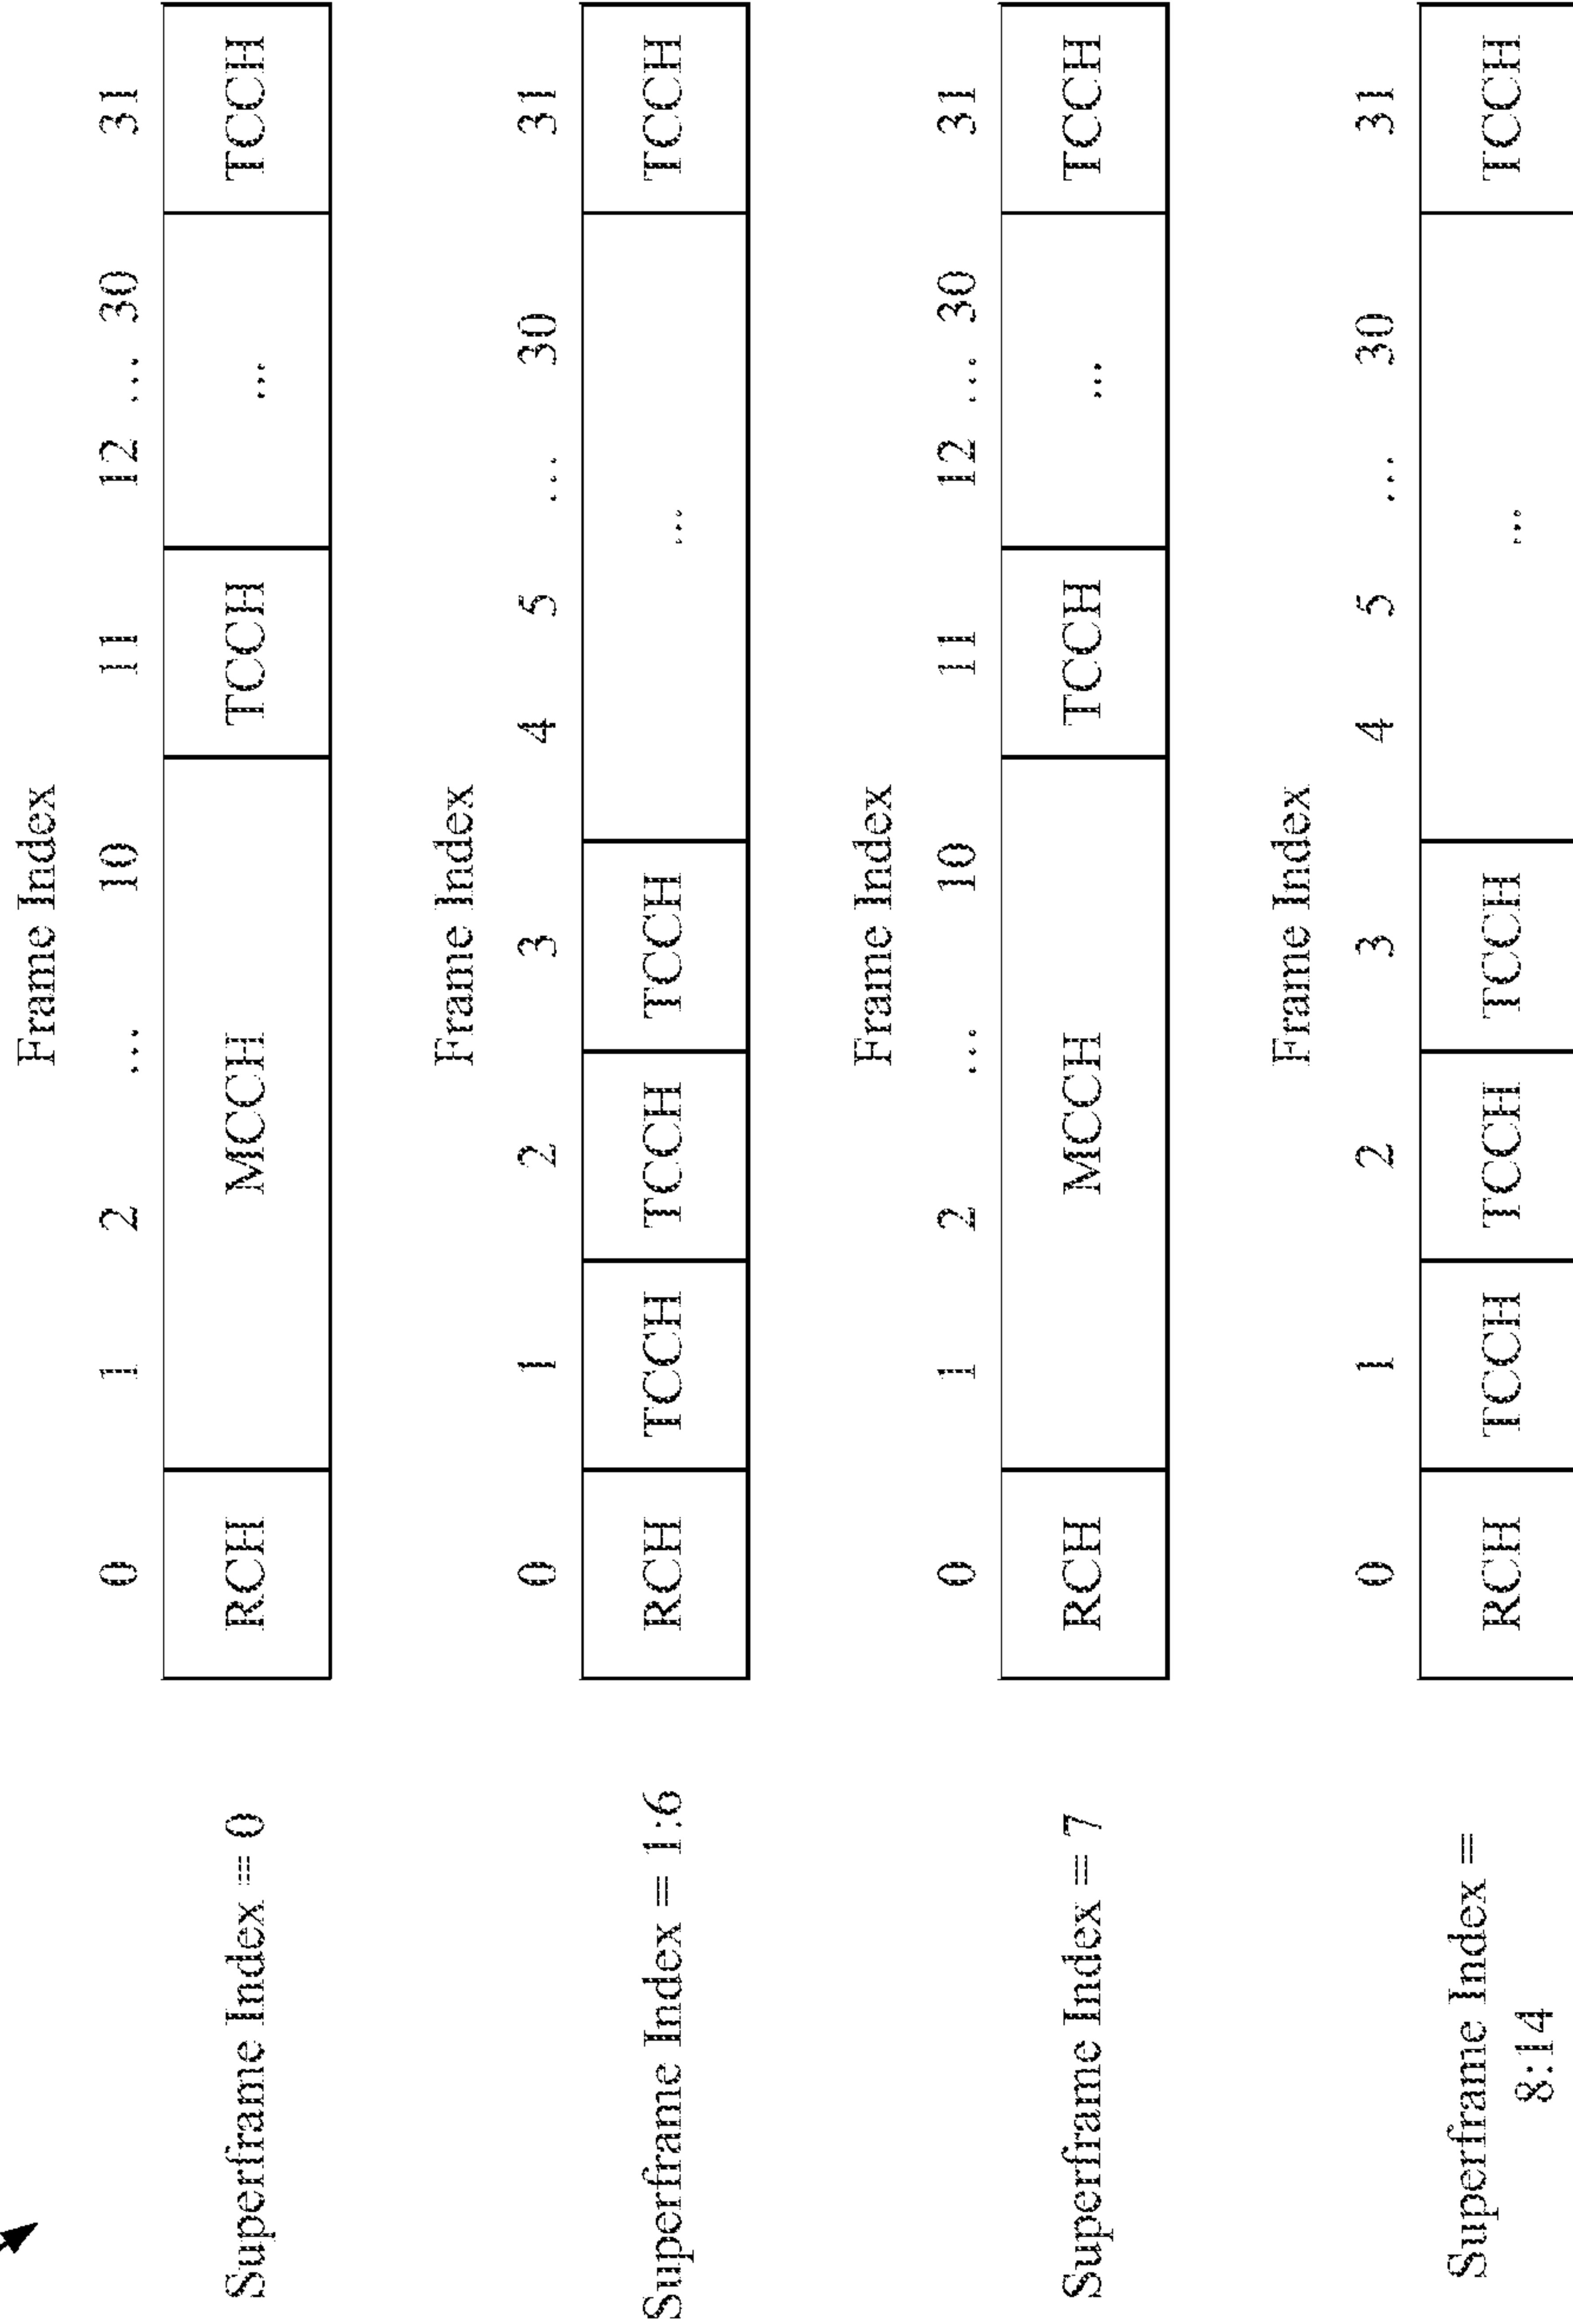 Frame Index
0 1 2 ... 10 11 12 ... 30 31
Superframe Index = 0 RCH MCCH TCCH ... TCCH
Frame Index
0 1 2 3 4 5 ... 30 31
Superframe Index = 1:6 RCH TCCH TCCH TCCH ... TCCH
Frame Index
0 1 2 ... 10 11 12 ... 30 31
Superframe Index = 7 RCH MCCH TCCH ... TCCH
Frame Index
0 1 2 3 4 5 ... 30 31
Superframe Index = RCH TCCH TCCH TCCH ... TCCH
8:14